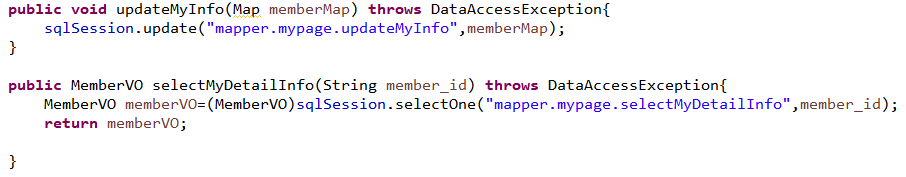 public void updateMyInfo(Map memberMap) throws DataAccessException{
    sqlSession.update("mapper.mypage.updateMyInfo",memberMap);
}

public MemberVO selectMyDetailInfo(String member_id) throws DataAccessException{
    MemberVO memberVO=(MemberVO)sqlSession.selectOne("mapper.mypage.selectMyDetailInfo",member_id);
    return memberVO;

}